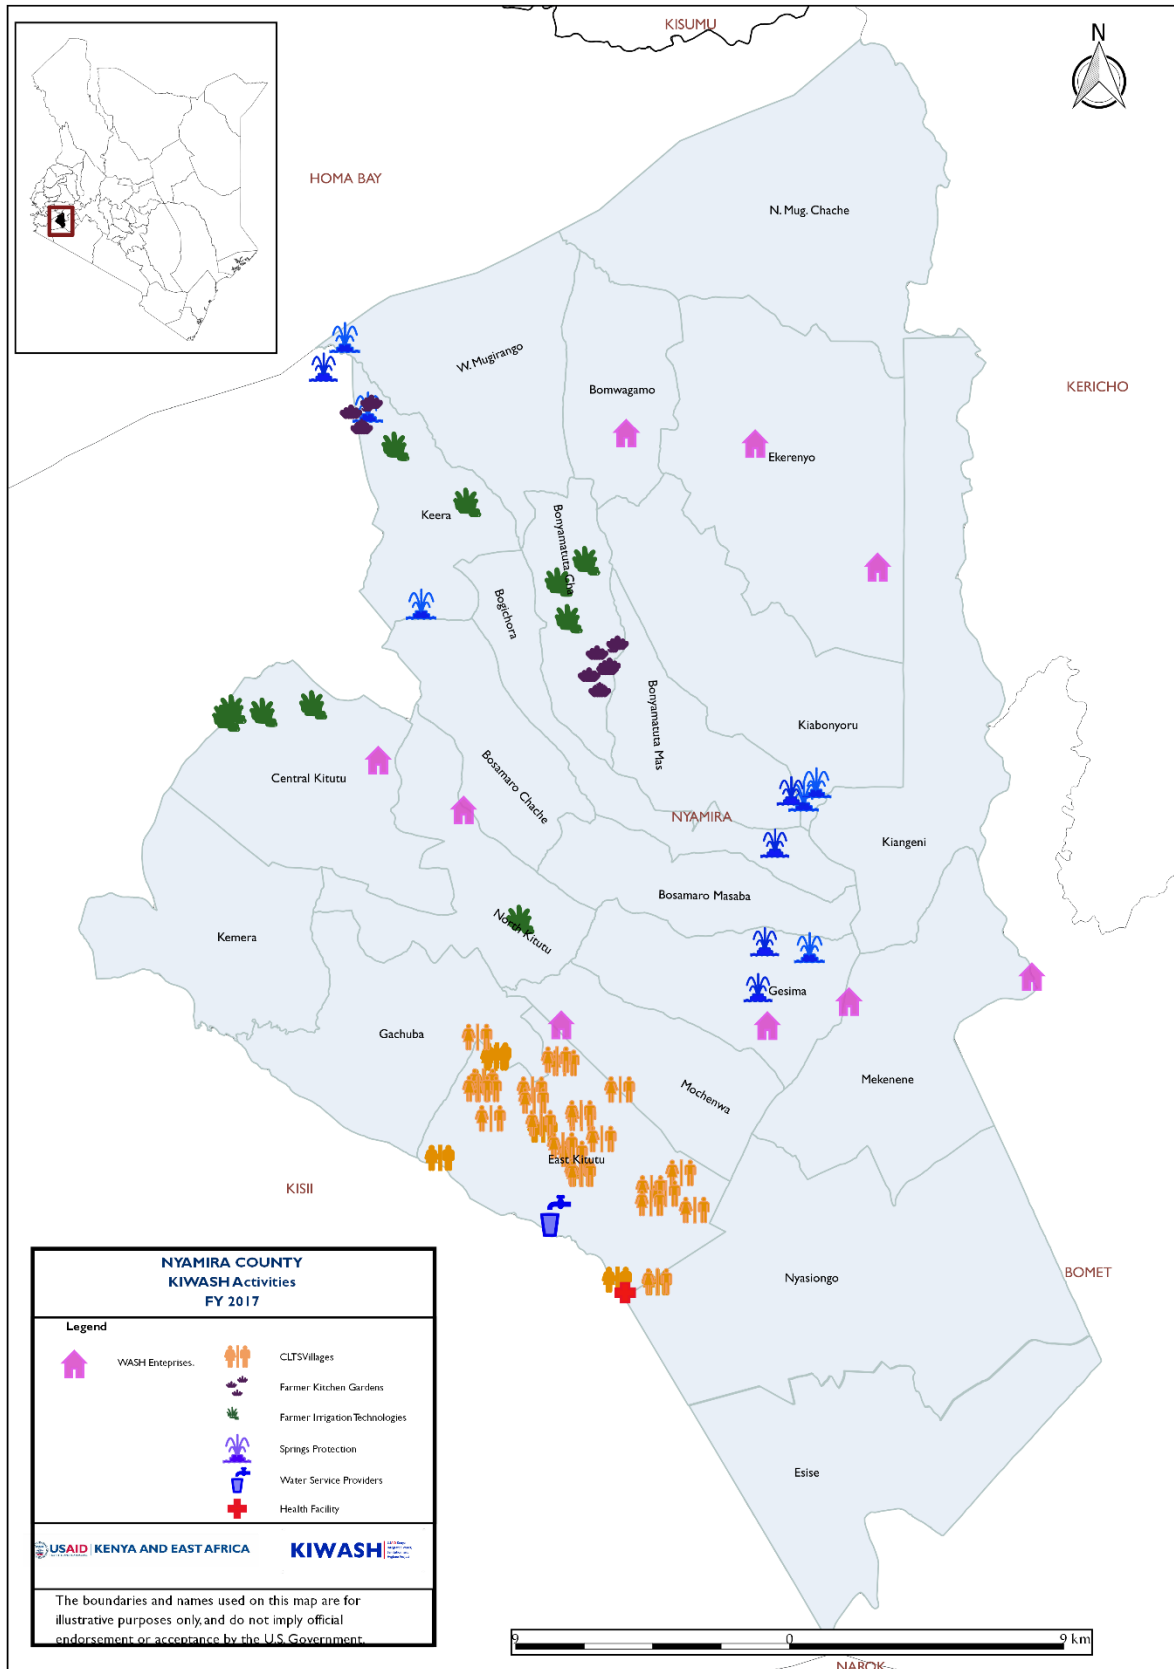 KISUMU
N
HOMA BAY
N. Mug. Chache
W. Mugirango
KERICHO
Bomwagamo
Ekerenyo
Keera
Bonyamatuta Cha
Bogichora
Bonyamatuta Mas
Kiabonyoru
Central Kitutu
Bosamaro Chache
NYAMIRA
Kiangeni
Bosamaro Masaba
Kemera
North Kitutu
Gesima
Gachuba
Mekenene
Mochenwa
East Kitutu
KISII
Nyasiongo
BOMET
Esise
NYAMIRA COUNTY
KIWASH Activities
FY 2017
Legend
WASH Enteprises.
CLTSVillages
Farmer Kitchen Gardens
Farmer Irrigation Technologies
Springs Protection
Water Service Providers
Health Facility
USAID KENYA AND EAST AFRICA
KIWASH
The boundaries and names used on this map are for
illustrative purposes only, and do not imply official
endorsement or acceptance by the U.S. Government.
9 0 9 km
NAROK